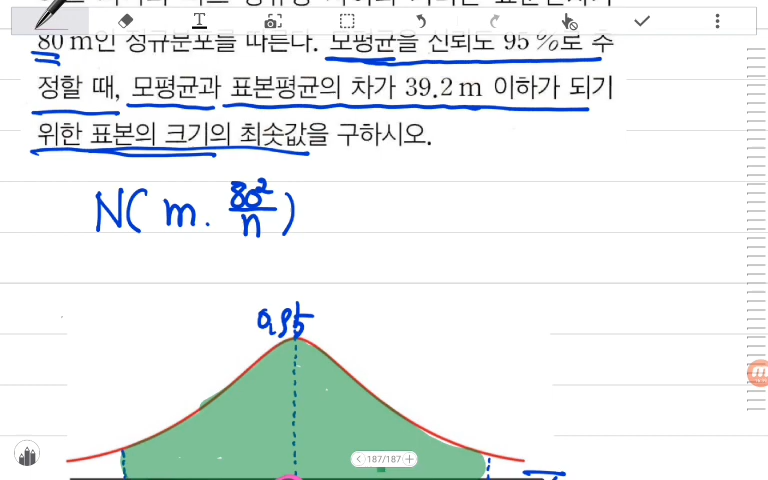 80 m인 정규분포를 따른다. 모평균을 신뢰도 95 %로 추
정할 때, 모평균과 표본평균의 차가 39.2 m 이하가 되기
위한 표본의 크기의 최솟값을 구하시오.
N( m . 80²/n )
0.95
187/187